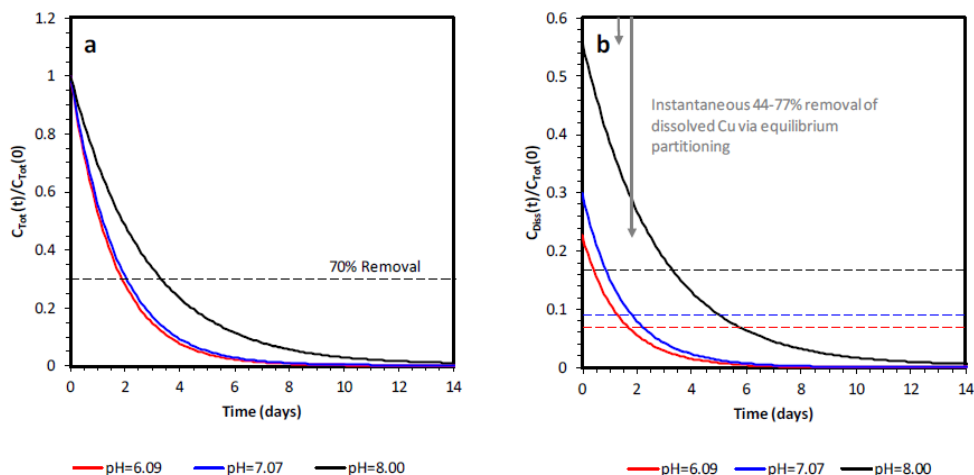 a
1.2
1
0.8
0.6
0.4
0.2
0
C_Tot(t)/C_Tot(0)
70% Removal
0 2 4 6 8 10 12 14
Time (days)
pH=6.09 pH=7.07 pH=8.00
b
0.6
0.5
0.4
0.3
0.2
0.1
0.0
C_Diss(t)/C_Tot(0)
Instantaneous 44-77% removal of
dissolved Cu via equilibrium
partitioning
0 2 4 6 8 10 12 14
Time (days)
pH=6.09 pH=7.07 pH=8.00